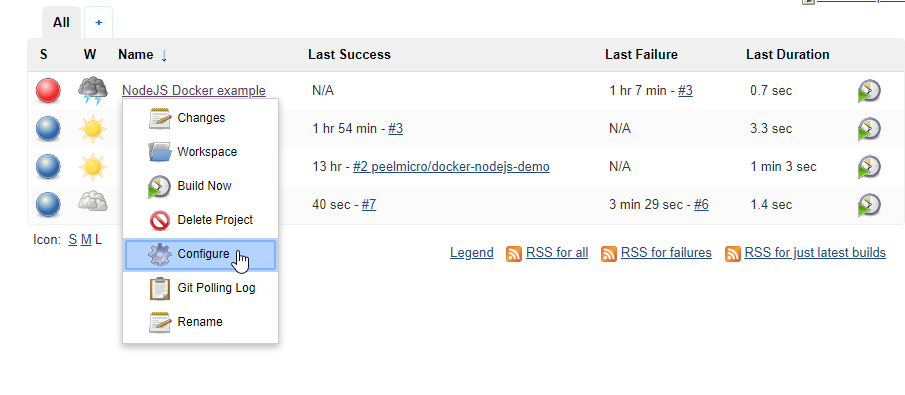 All +
S W Name ↓ Last Success Last Failure Last Duration
NodeJS Docker example N/A 1 hr 7 min - #3 0.7 sec
Changes 1 hr 54 min - #3 N/A 3.3 sec
Workspace 13 hr - #2 peelmicro/docker-nodejs-demo N/A 1 min 3 sec
Build Now
40 sec - #7 3 min 29 sec - #6 1.4 sec
Delete Project
Icon: S M L
Configure Legend RSS for all RSS for failures RSS for just latest builds
Git Polling Log
Rename